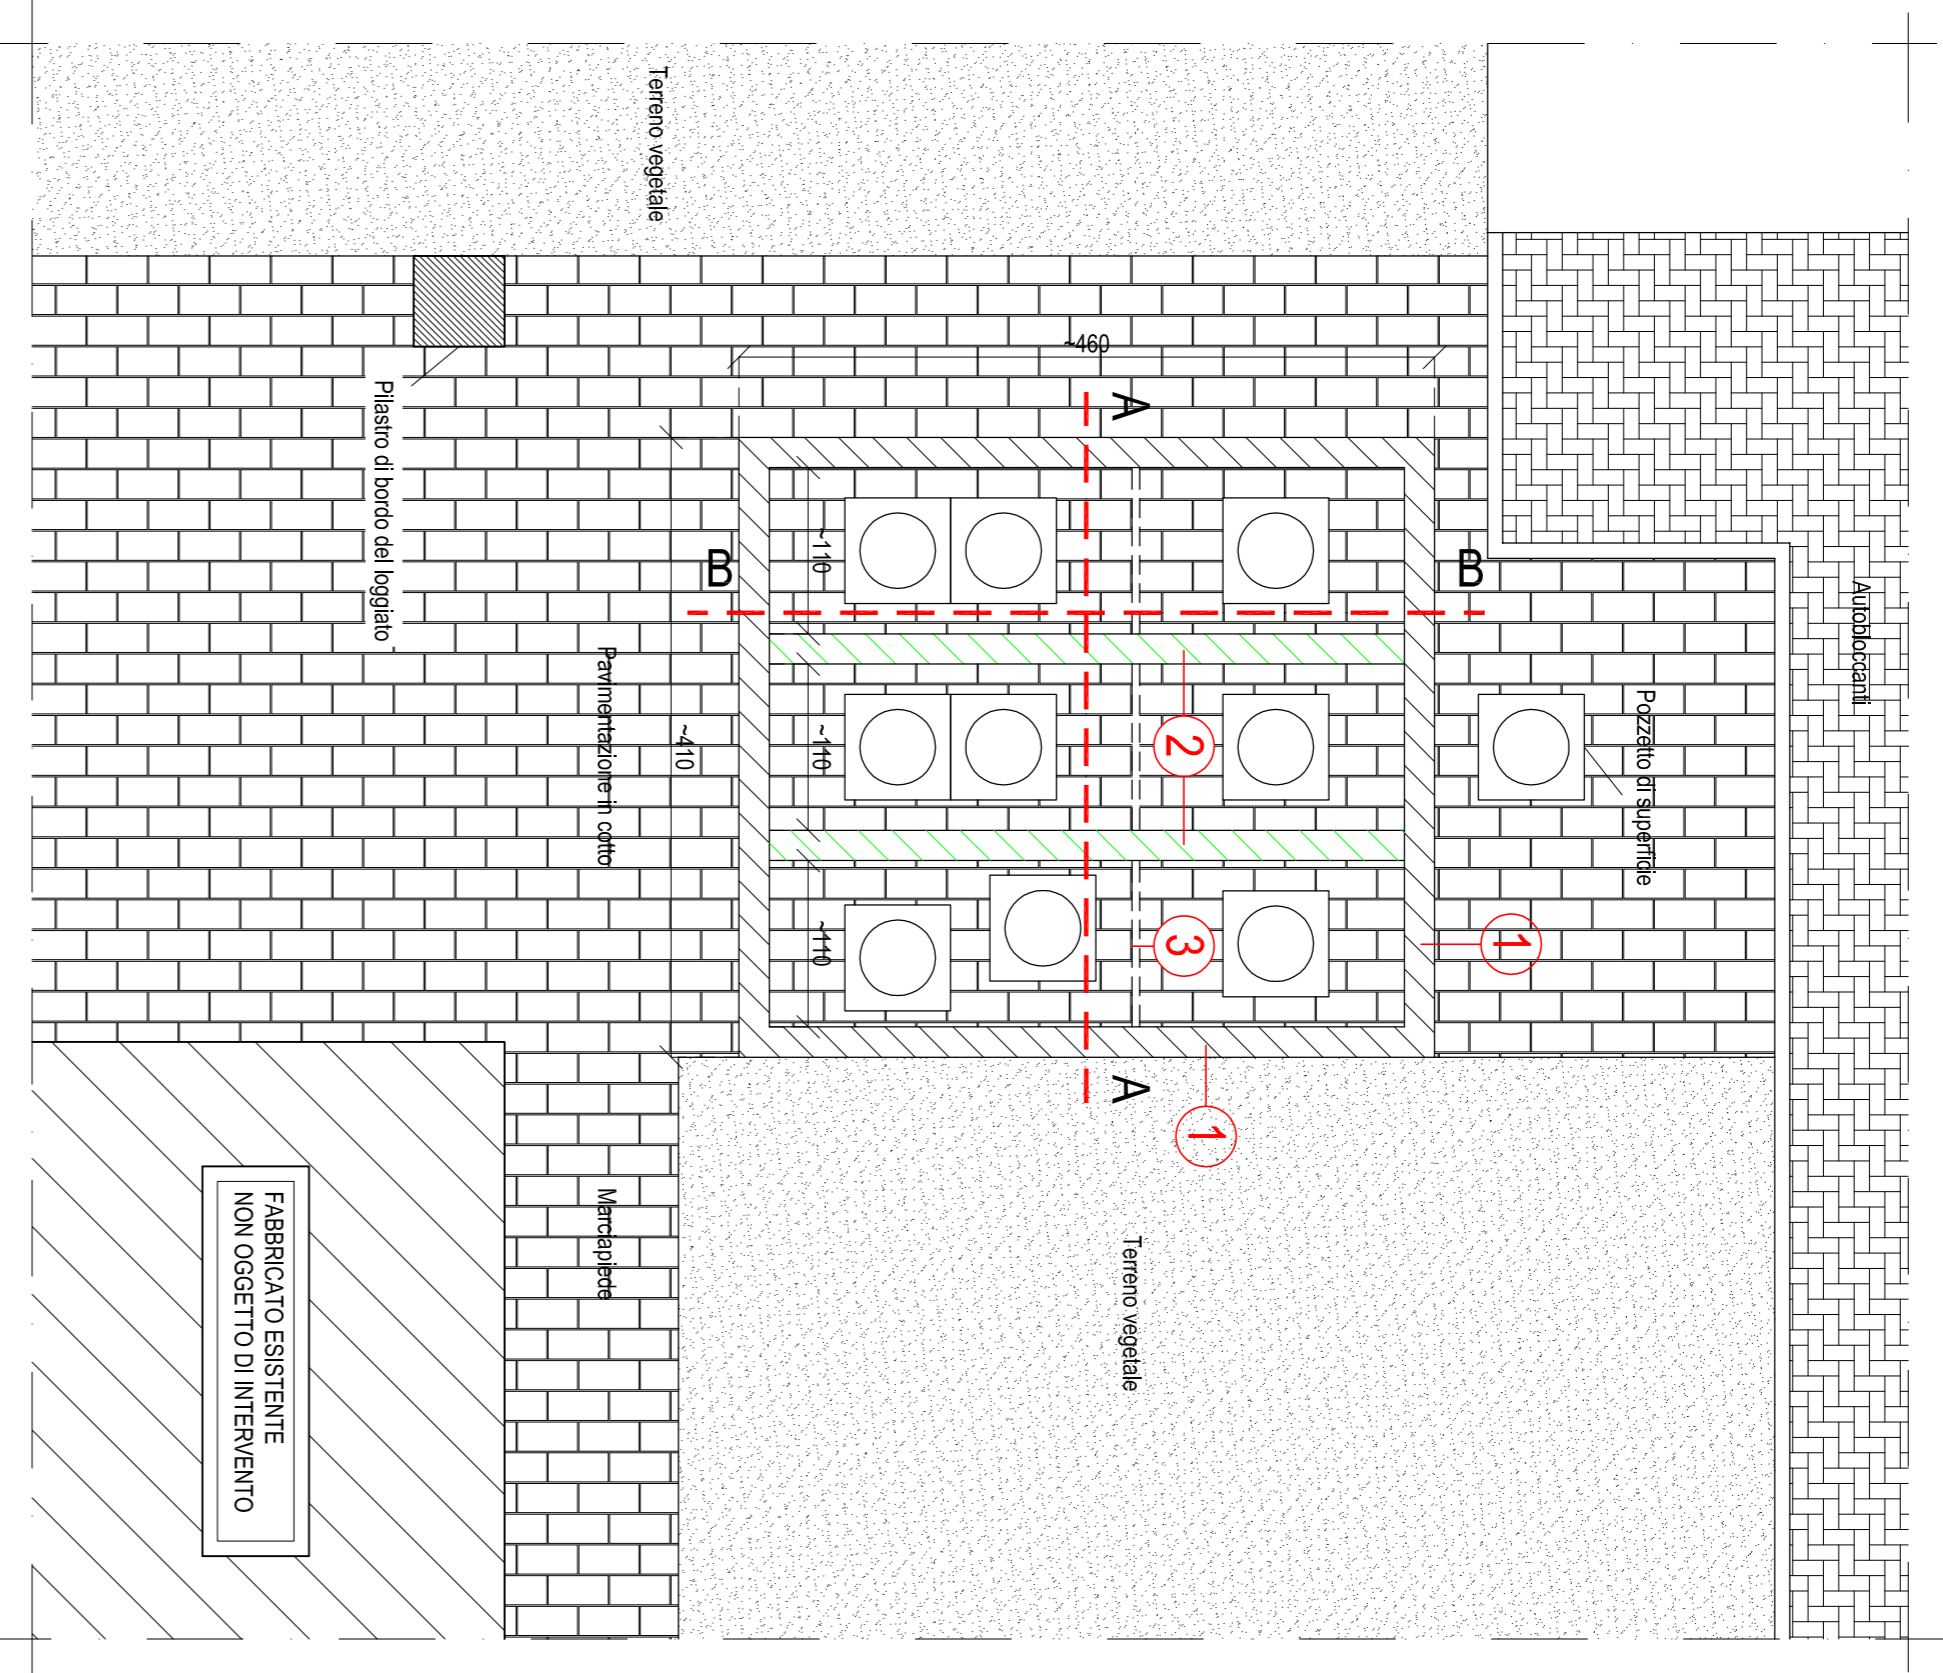 Terreno vegetale
~460
A
Pilastro di bordo del loggiato
~110
B
B
Autobloccanti
Pavimentazione in cotto
~410
~110
2
Pozzetto di superficie
~110
3
1
A
1
Marciapiede
Terreno vegetale
FABBRICATO ESISTENTE
NON OGGETTO DI INTERVENTO